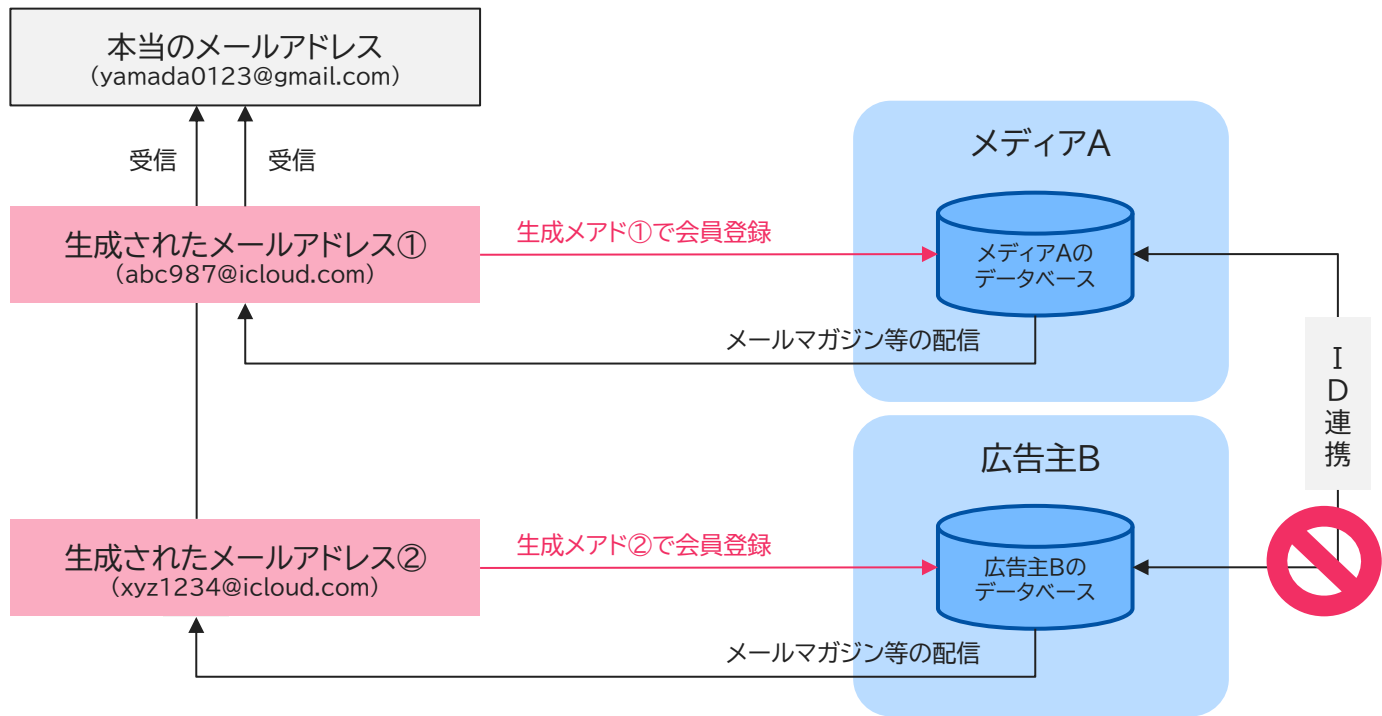 本当のメールアドレス
（yamada0123@gmail.com）
受信
受信
メディアA
生成されたメールアドレス①
（abc987@icloud.com）
生成メアド①で会員登録
メディアAの
データベース
メールマガジン等の配信
ID連携
広告主B
生成されたメールアドレス②
（xyz1234@icloud.com）
生成メアド②で会員登録
広告主Bの
データベース
メールマガジン等の配信